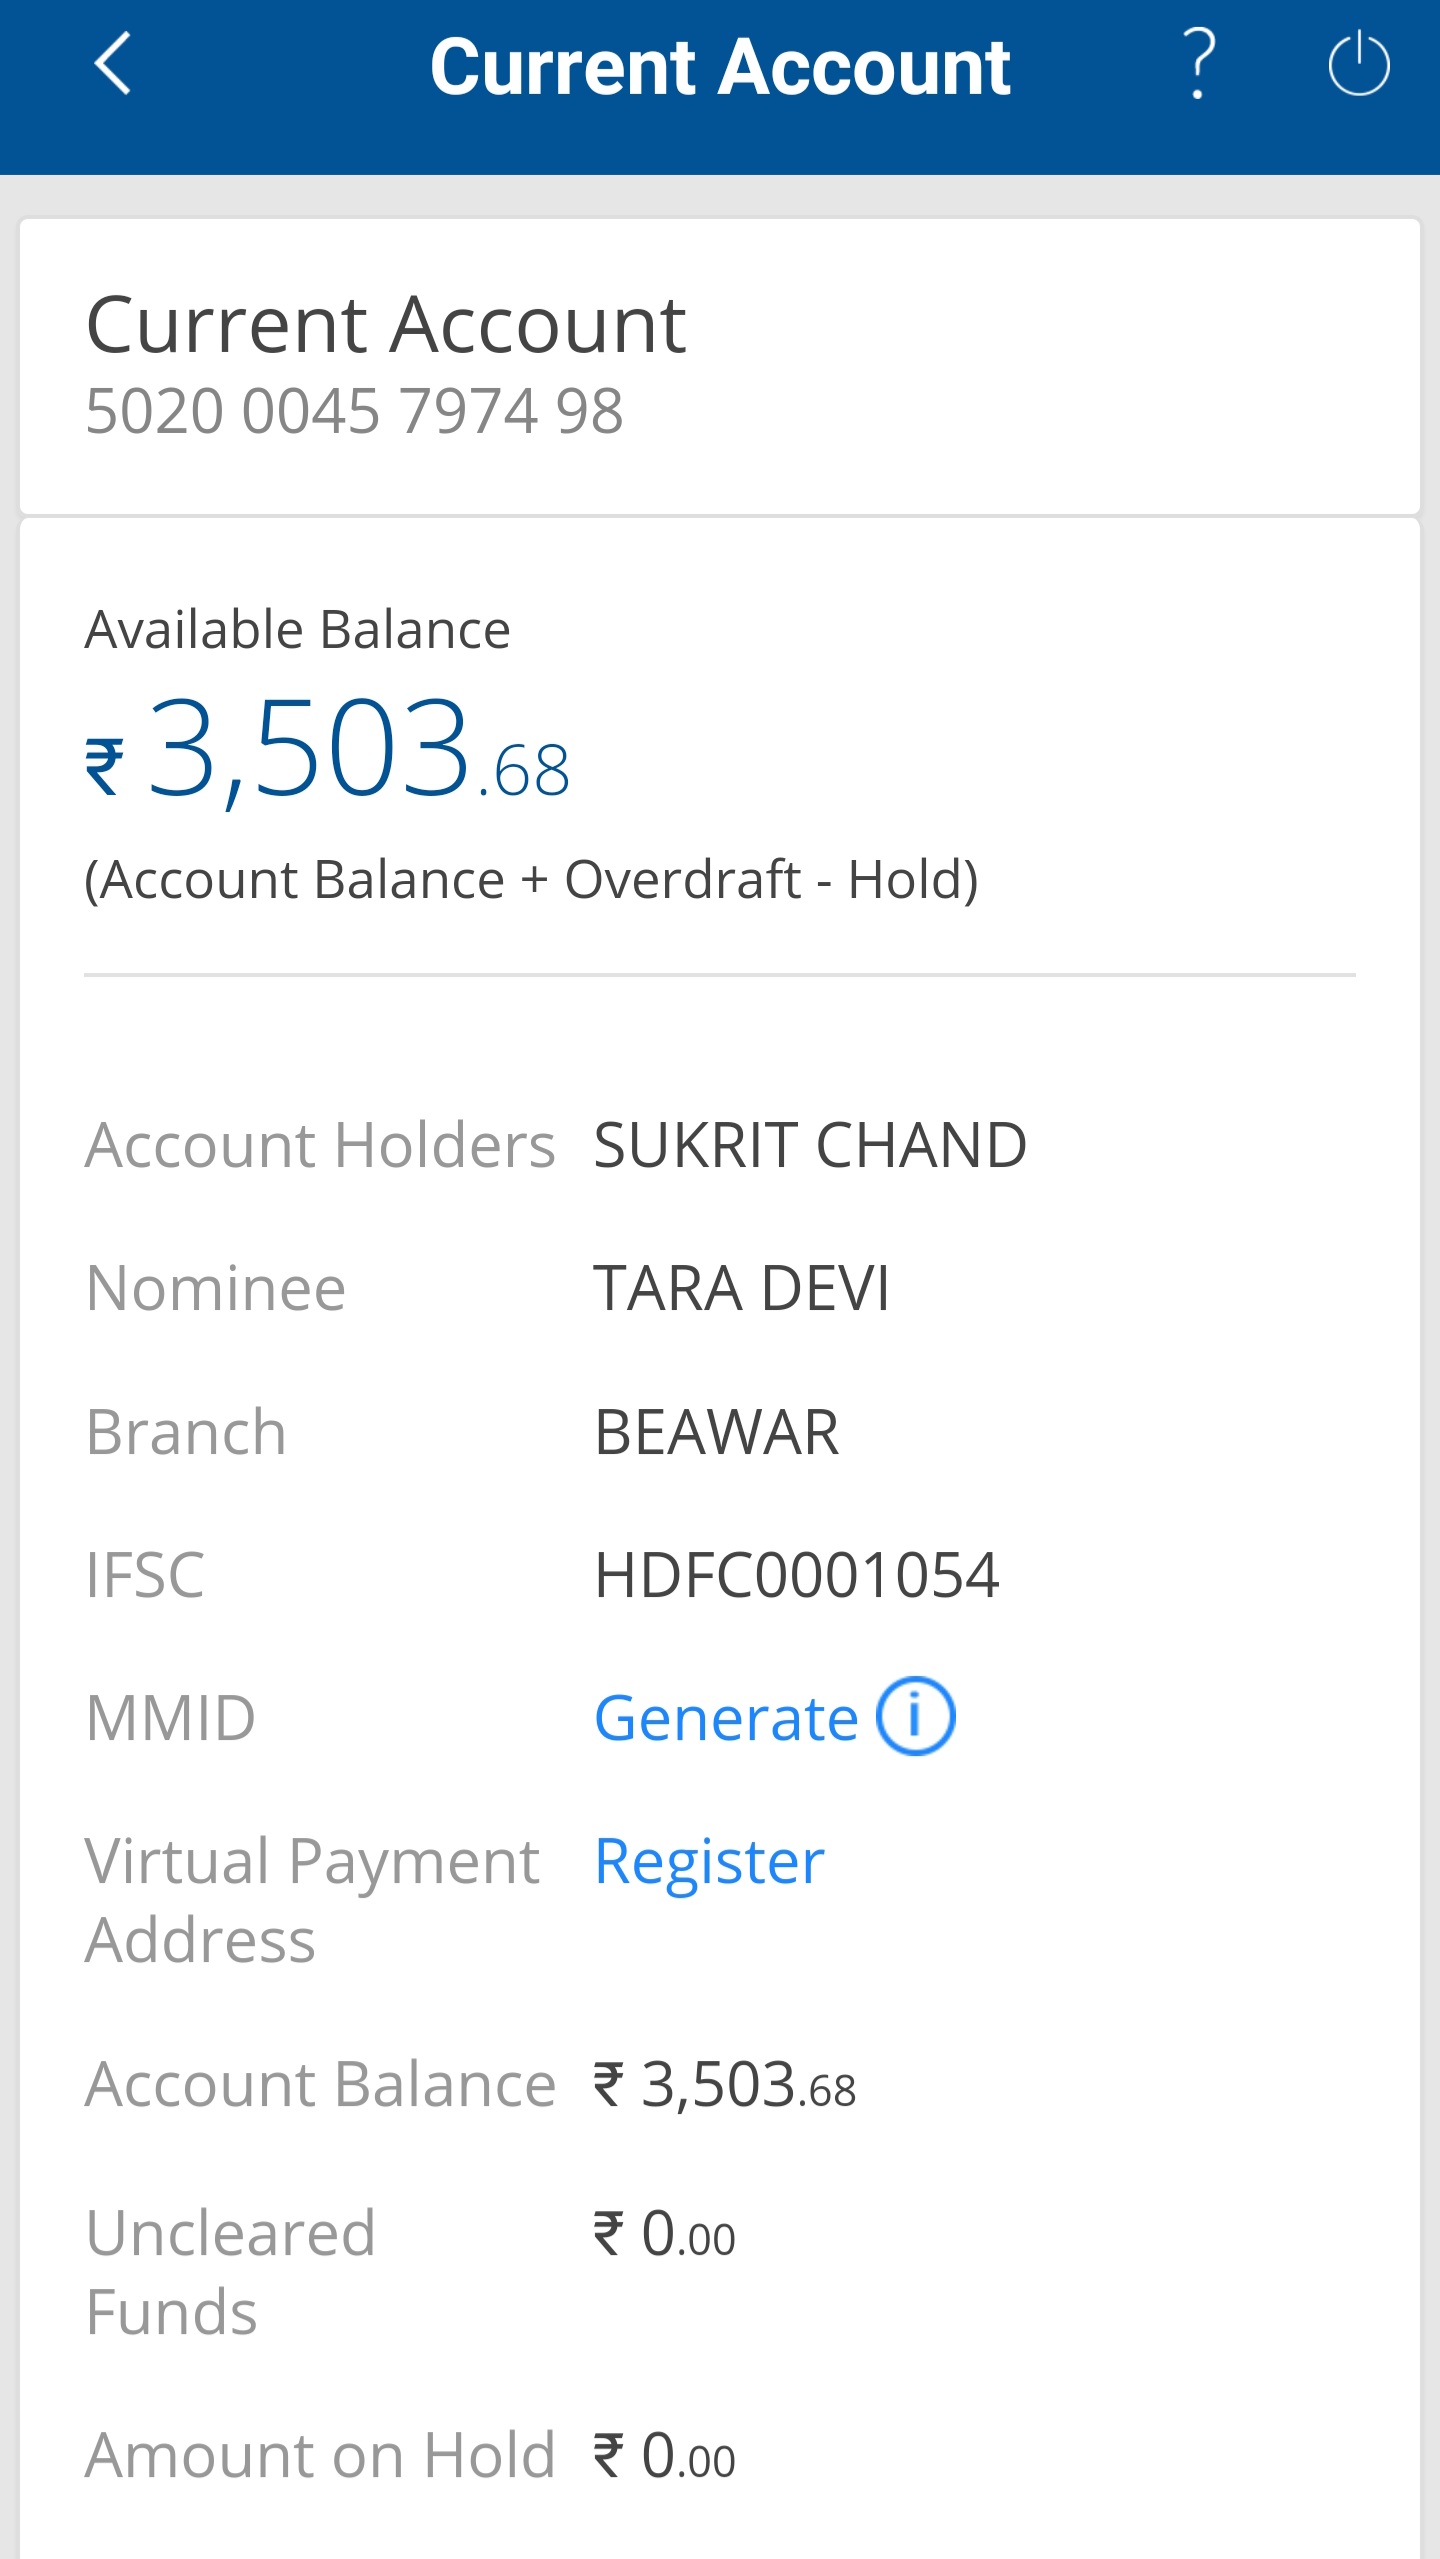 Current Account
Current Account
5020 0045 7974 98
Available Balance
₹ 3,503.68
(Account Balance + Overdraft - Hold)
Account Holders SUKRIT CHAND
Nominee TARA DEVI
Branch BEAWAR
IFSC HDFC0001054
MMID Generate
Virtual Payment Register
Address
Account Balance ₹ 3,503.68
Uncleared ₹ 0.00
Funds
Amount on Hold ₹ 0.00